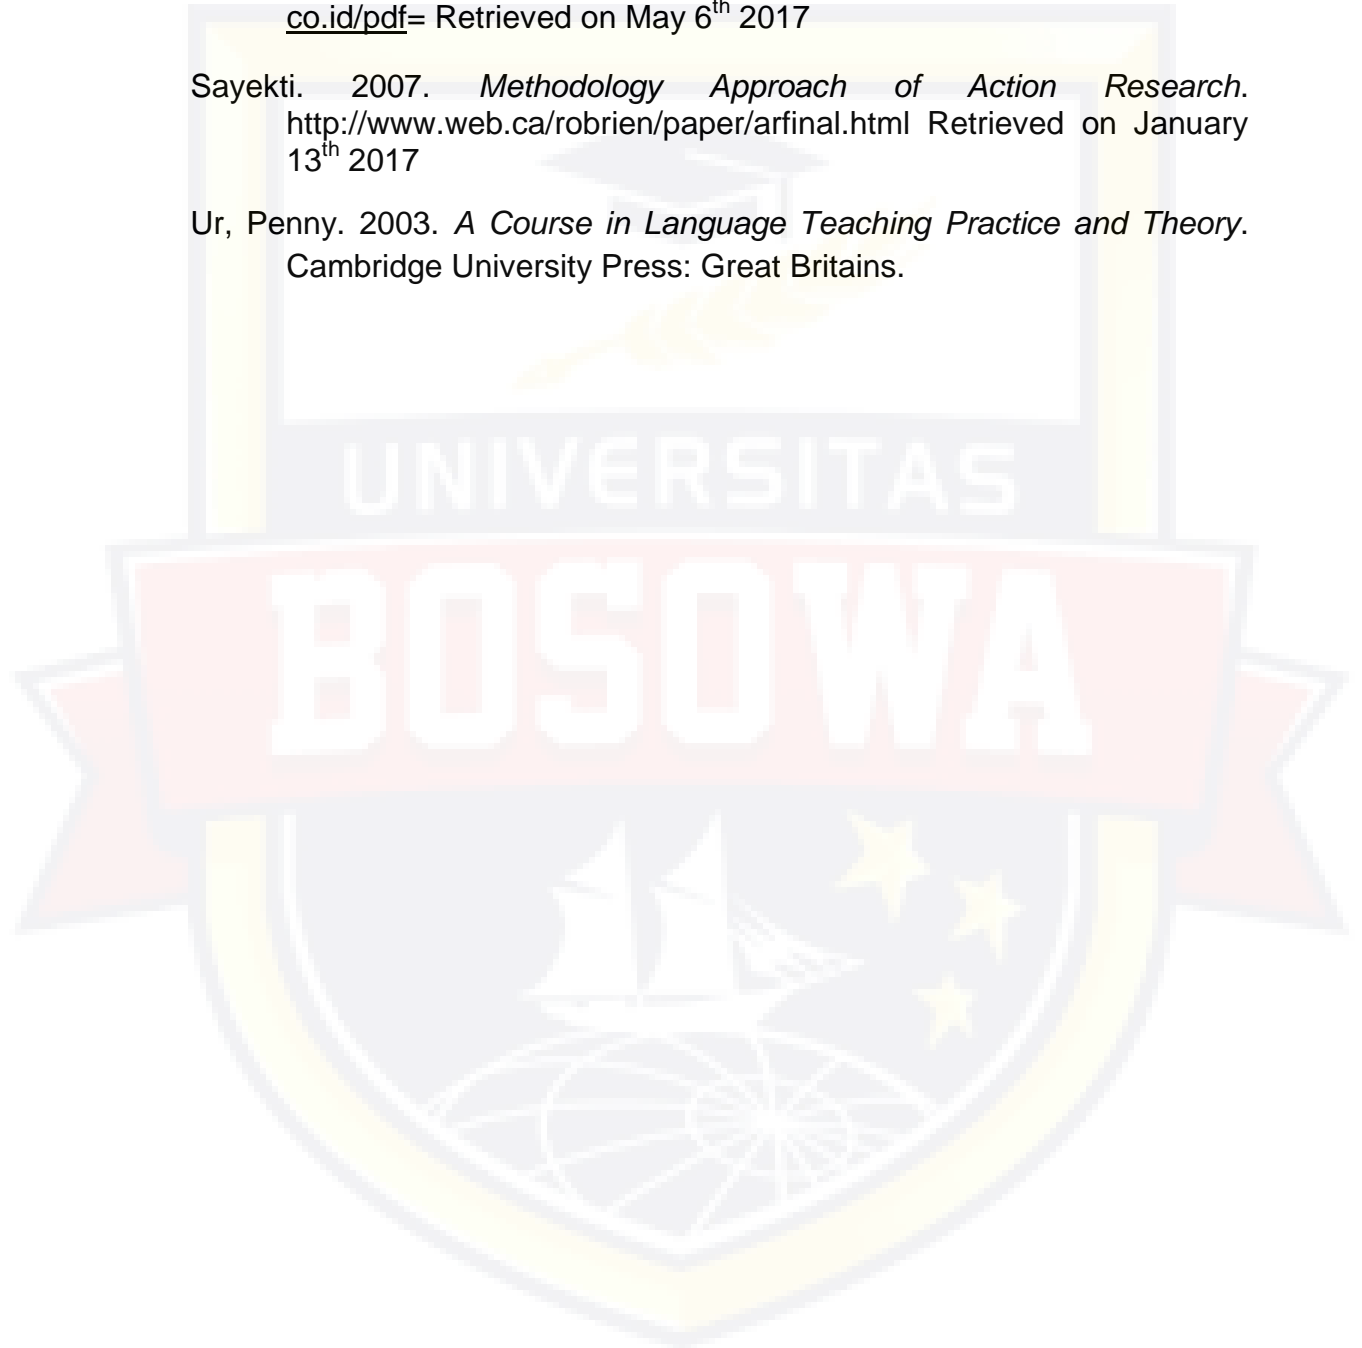 co.id/pdf= Retrieved on May 6th 2017
Sayekti. 2007. Methodology Approach of Action Research.
http://www.web.ca/robrien/paper/arfinal.html Retrieved on January
13th 2017
Ur, Penny. 2003. A Course in Language Teaching Practice and Theory.
Cambridge University Press: Great Britains.
UNIVERSITAS
BOSOWA